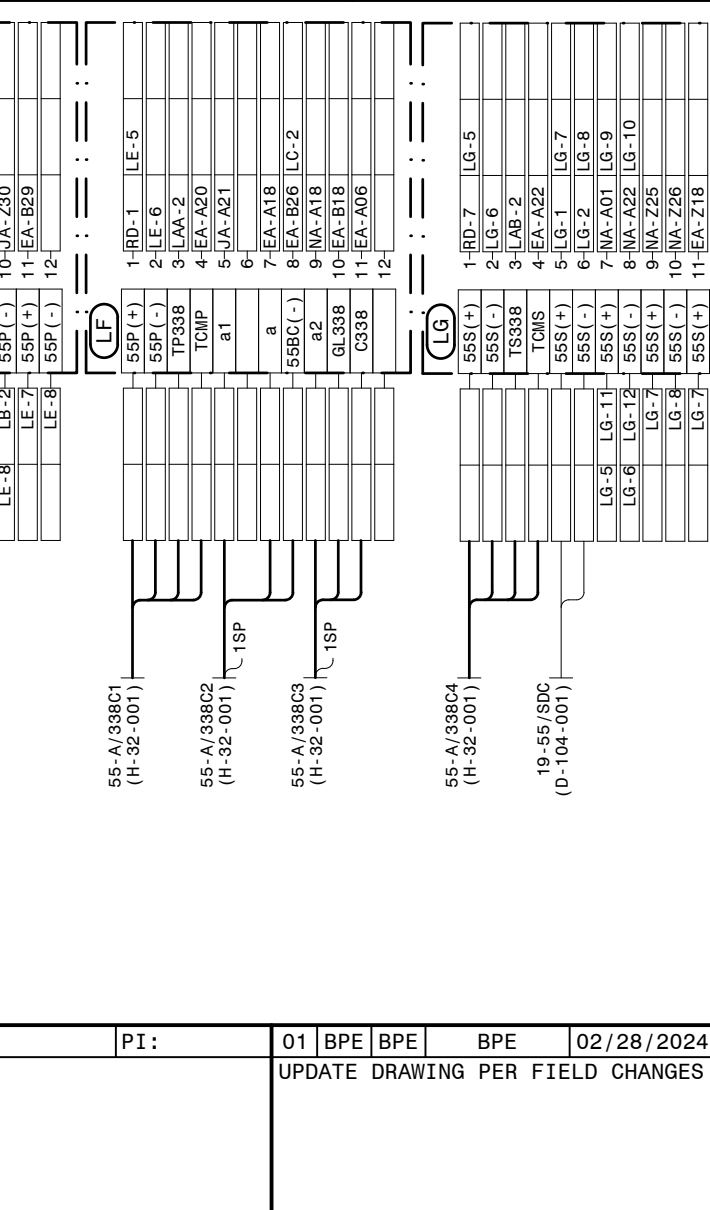 10-JA-Z30
11-EA-B29
12-
55P(-)
55P(+)
55P(-)
LE-8 LB-2
LE-7
LE-8
LF
1-RD-1 LE-5
2-LE-6
3-LAA-2
4-EA-A20
5-JA-A21
6-
7-EA-A18
8-EA-B26 LC-2
9-NA-A18
10-EA-B18
11-EA-A06
12-
55P(+)
55P(-)
TP338
TCMP
a1
a
55BC(-)
a2
GL338
C338
1SP
1SP
55-A/338C1
(H-32-001)
55-A/338C2
(H-32-001)
55-A/338C3
(H-32-001)
LG
1-RD-7 LG-5
2-LG-6
3-LAB-2
4-EA-A22
5-LG-1 LG-7
6-LG-2 LG-8
7-NA-A01 LG-9
8-NA-A22 LG-10
9-NA-Z25
10-NA-Z26
11-EA-Z18
55S(+)
55S(-)
TS338
TCMS
55S(+)
55S(-)
55S(+)
55S(-)
55S(+)
55S(-)
55S(+)
LG-5 LG-11
LG-6 LG-12
LG-7
LG-8
LG-7
55-A/338C4
(H-32-001)
19-55/SDC
(D-104-001)
PI:
01 BPE BPE BPE 02/28/2024
UPDATE DRAWING PER FIELD CHANGES